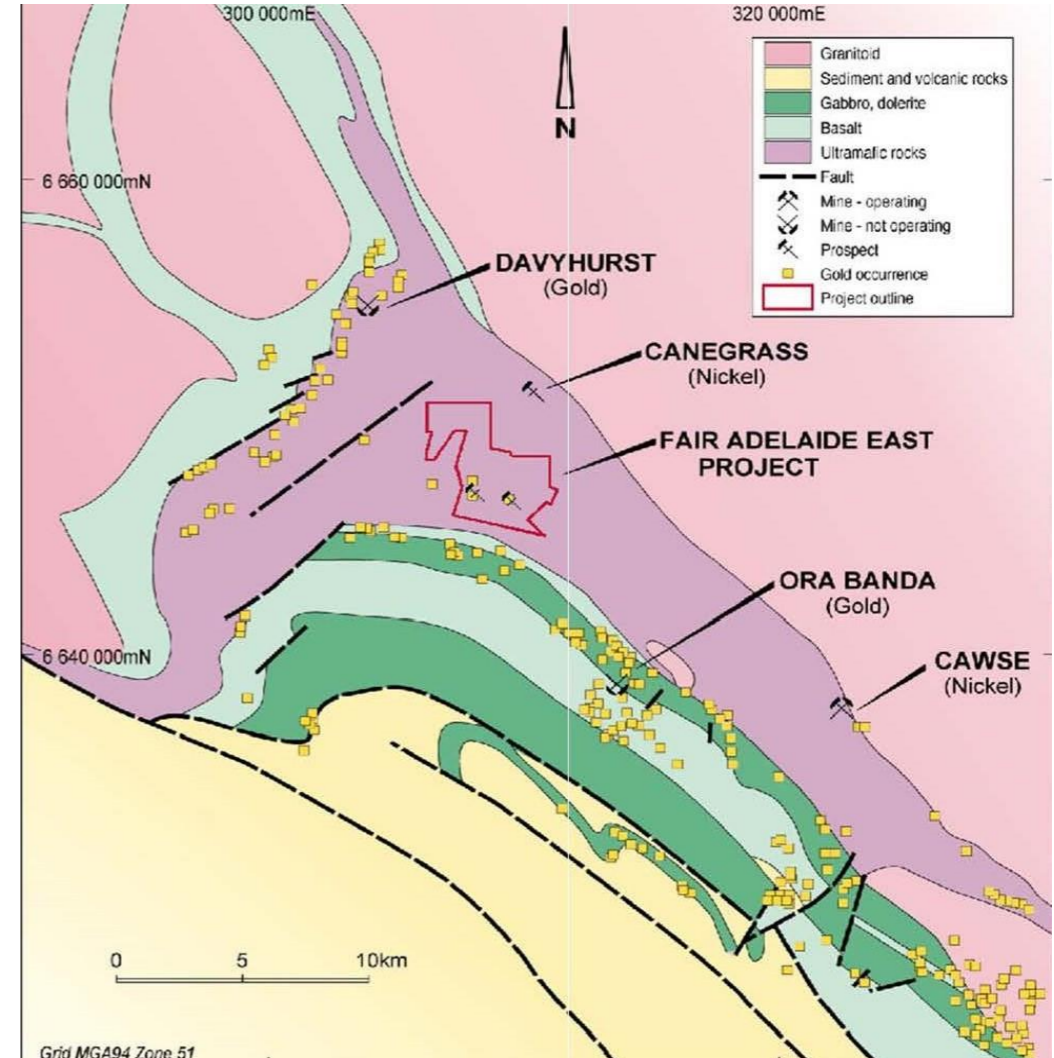 300 000mE
320 000mE
Granitoid
Sediment and volcanic rocks
Gabbro, dolerite
Basalt
Ultramafic rocks
Fault
Mine - operating
Mine - not operating
Prospect
Gold occurrence
Project outline
N
6 660 000mN
DAVYHURST
(Gold)
CANEGRASS
(Nickel)
FAIR ADELAIDE EAST
PROJECT
ORA BANDA
(Gold)
6 640 000mN
CAWSE
(Nickel)
0 5 10km
Grid MGA94 Zone 51